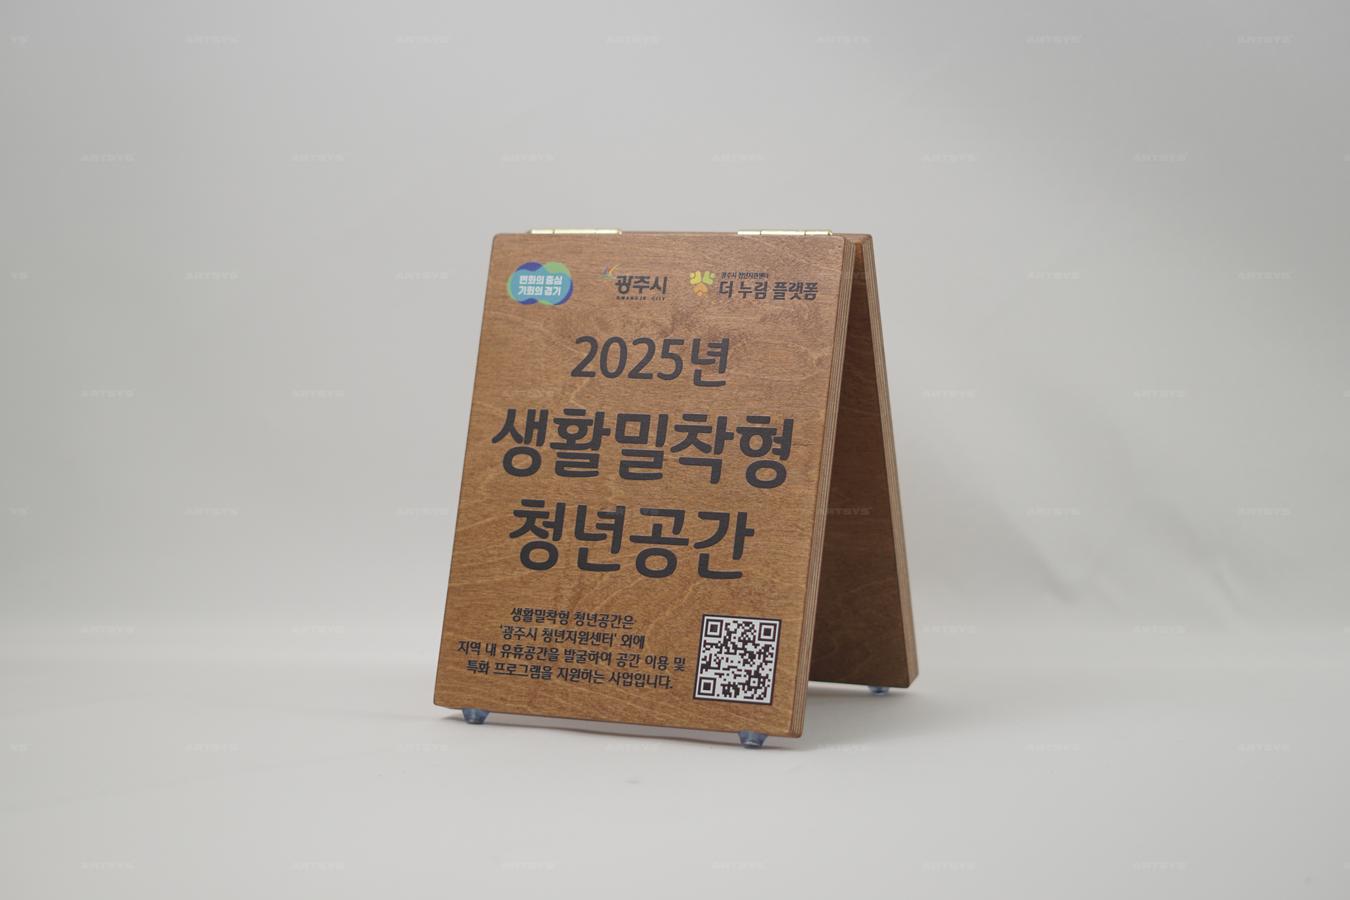 변화의 중심
기회의 경기
광주시
GWANGJU CITY
광주시 청년지원센터
더 누림 플랫폼
2025년
생활밀착형
청년공간
생활밀착형 청년공간은
'광주시 청년지원센터' 외에
지역 내 유휴공간을 발굴하여 공간 이용 및
특화 프로그램을 지원하는 사업입니다.
ARTSYS